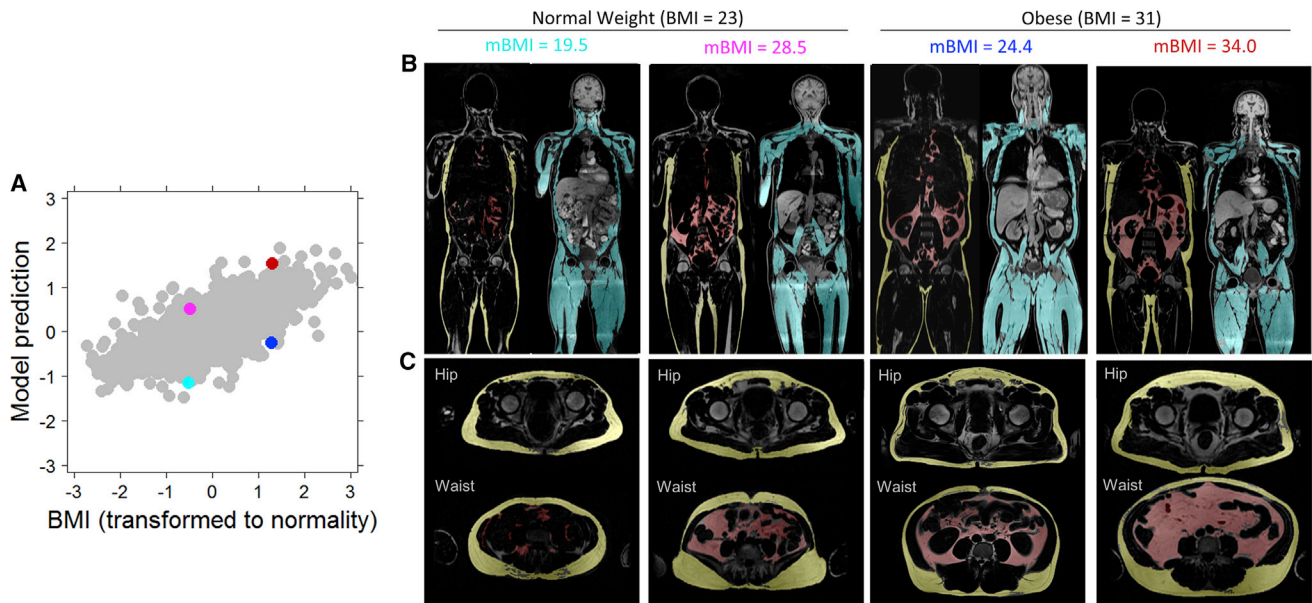 Normal Weight (BMI = 23)
Obese (BMI = 31)
mBMI = 19.5
mBMI = 28.5
mBMI = 24.4
mBMI = 34.0
B
A
3
2
1
0
-1
-2
-3
Model prediction
-3
-2
-1
0
1
2
3
BMI (transformed to normality)
C
Hip
Hip
Hip
Hip
Waist
Waist
Waist
Waist